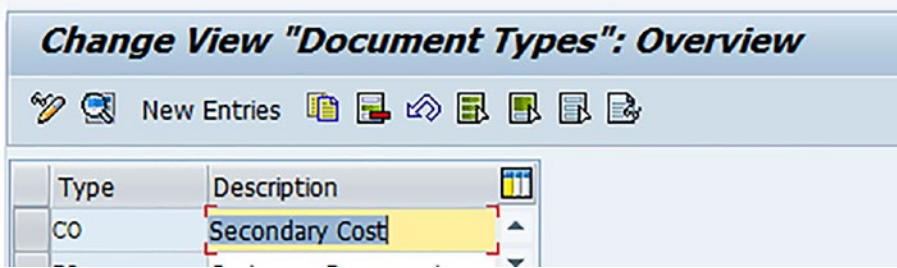 Change View "Document Types": Overview
New Entries
Type Description
CO Secondary Cost